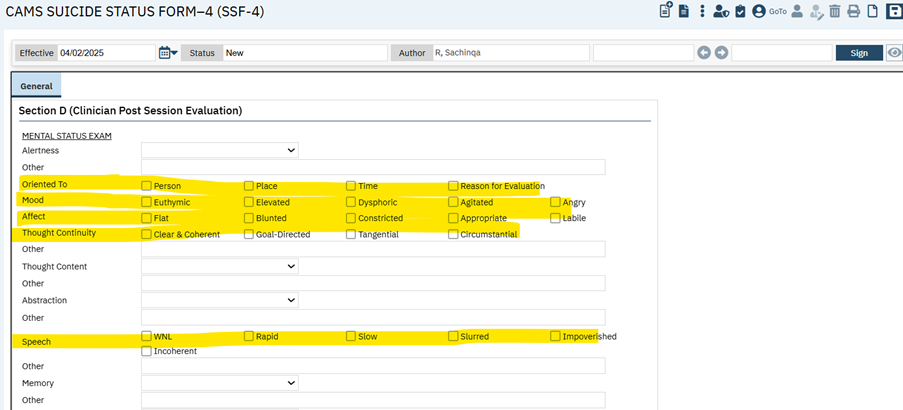 CAMS SUICIDE STATUS FORM–4 (SSF-4)
GoTo
Effective 04/02/2025 Status New Author R, Sachinqa Sign
General
Section D (Clinician Post Session Evaluation)
MENTAL STATUS EXAM
Alertness
Other
Oriented To Person Place Time Reason for Evaluation
Mood Euthymic Elevated Dysphoric Agitated Angry
Affect Flat Blunted Constricted Appropriate Labile
Thought Continuity Clear & Coherent Goal-Directed Tangential Circumstantial
Other
Thought Content
Other
Abstraction
Other
Speech WNL Rapid Slow Slurred Impoverished
Incoherent
Other
Memory
Other